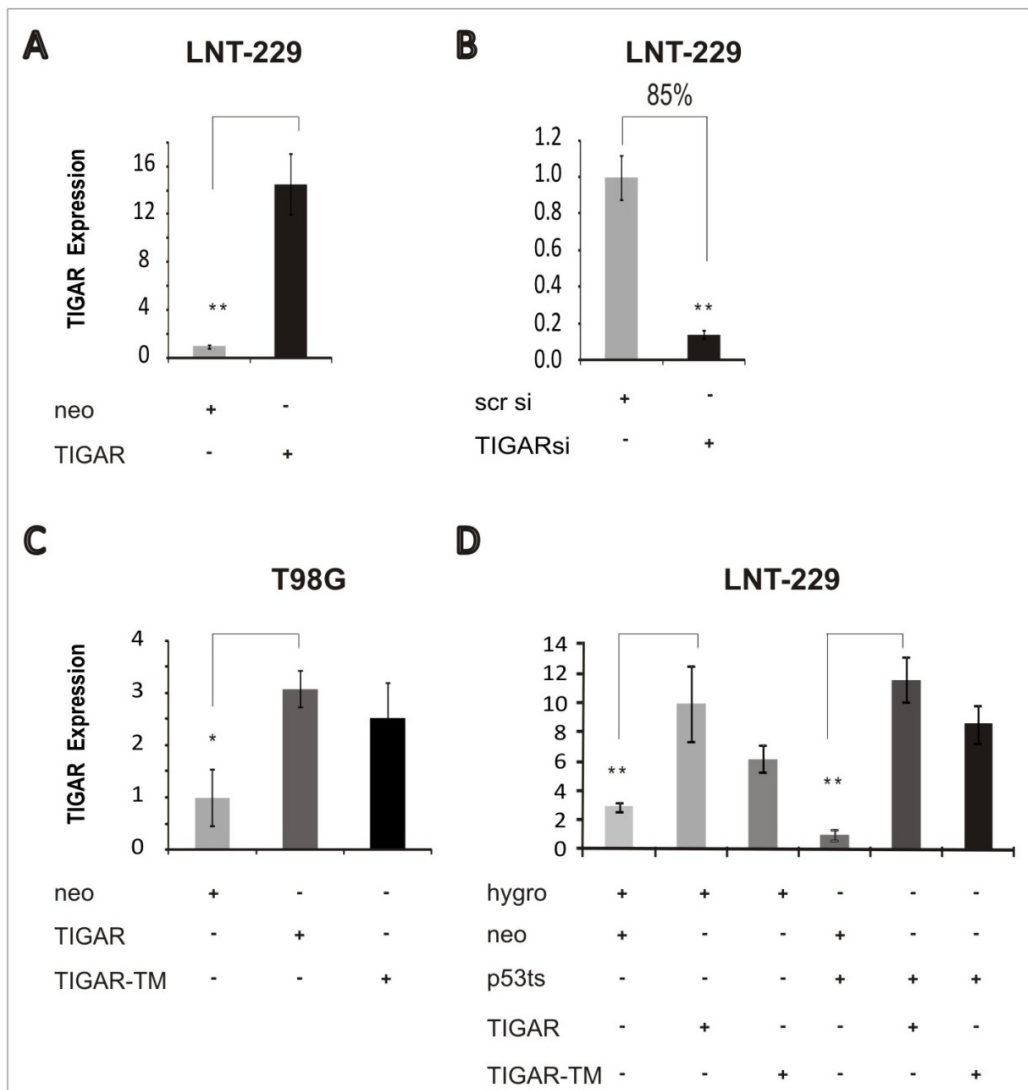 A
LNT-229
TIGAR Expression
16
12
8
4
0
**
neo + -
TIGAR - +
B
LNT-229
85%
1.2
1.0
0.8
0.6
0.4
0.2
0.0
**
scr si + -
TIGARsi - +
C
T98G
TIGAR Expression
4
3
2
1
0
*
neo + - -
TIGAR - + -
TIGAR-TM - - +
D
LNT-229
14
12
10
8
6
4
2
0
** **
hygro + + + - - -
neo + - - + - -
p53ts - - - + + +
TIGAR - + - - + -
TIGAR-TM - - + - - +